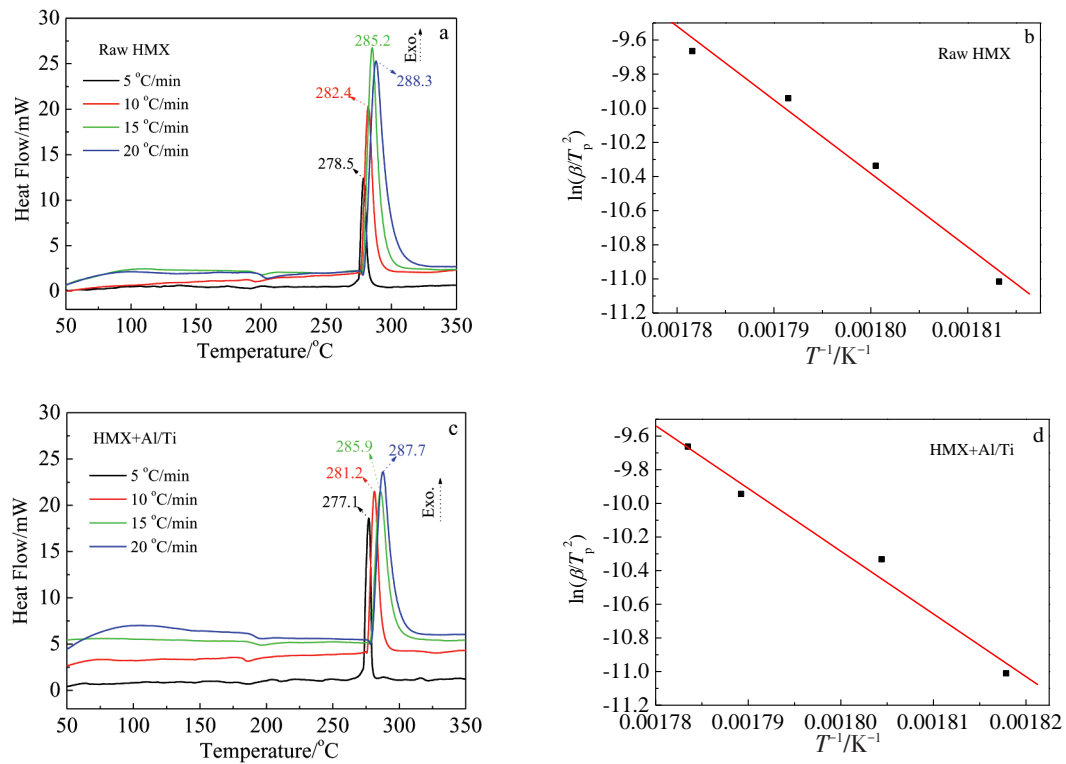 a
Raw HMX
5 °C/min
10 °C/min
15 °C/min
20 °C/min
285.2
288.3
282.4
278.5
Exo.
30
25
20
15
10
5
0
Heat Flow/mW
50 100 150 200 250 300 350
Temperature/°C
b
Raw HMX
-9.6
-9.8
-10.0
-10.2
-10.4
-10.6
-10.8
-11.0
-11.2
ln(β/Tp²)
0.00178 0.00179 0.00180 0.00181
T⁻¹/K⁻¹
c
HMX+Al/Ti
5 °C/min
10 °C/min
15 °C/min
20 °C/min
285.9
287.7
281.2
277.1
Exo.
30
25
20
15
10
5
0
Heat Flow/mW
50 100 150 200 250 300 350
Temperature/°C
d
HMX+Al/Ti
-9.6
-9.8
-10.0
-10.2
-10.4
-10.6
-10.8
-11.0
-11.2
ln(β/Tp²)
0.00178 0.00179 0.00180 0.00181 0.00182
T⁻¹/K⁻¹